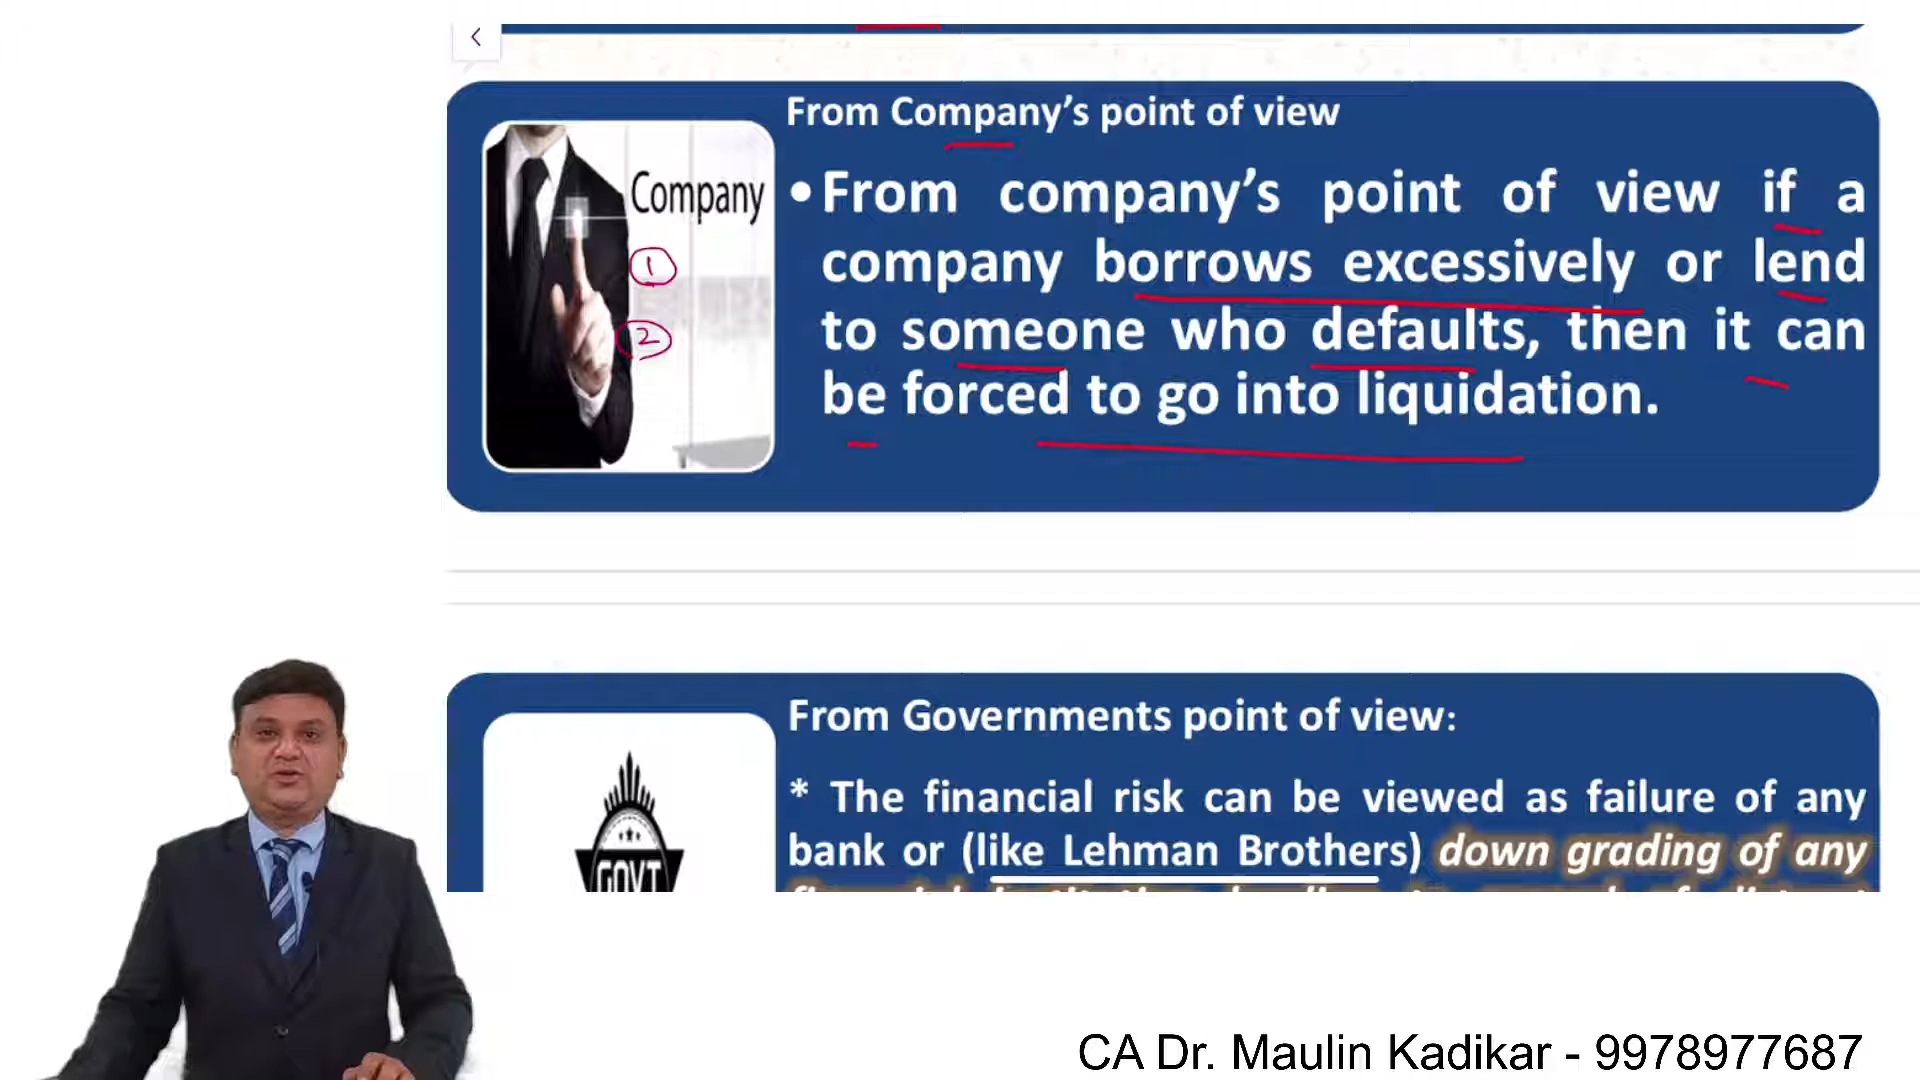 From Company's point of view
Company
1
2
•From company's point of view if a
company borrows excessively or lend
to someone who defaults, then it can
be forced to go into liquidation.
From Governments point of view:
* The financial risk can be viewed as failure of any
bank or (like Lehman Brothers) down grading of any
GOVT
CA Dr. Maulin Kadikar - 9978977687